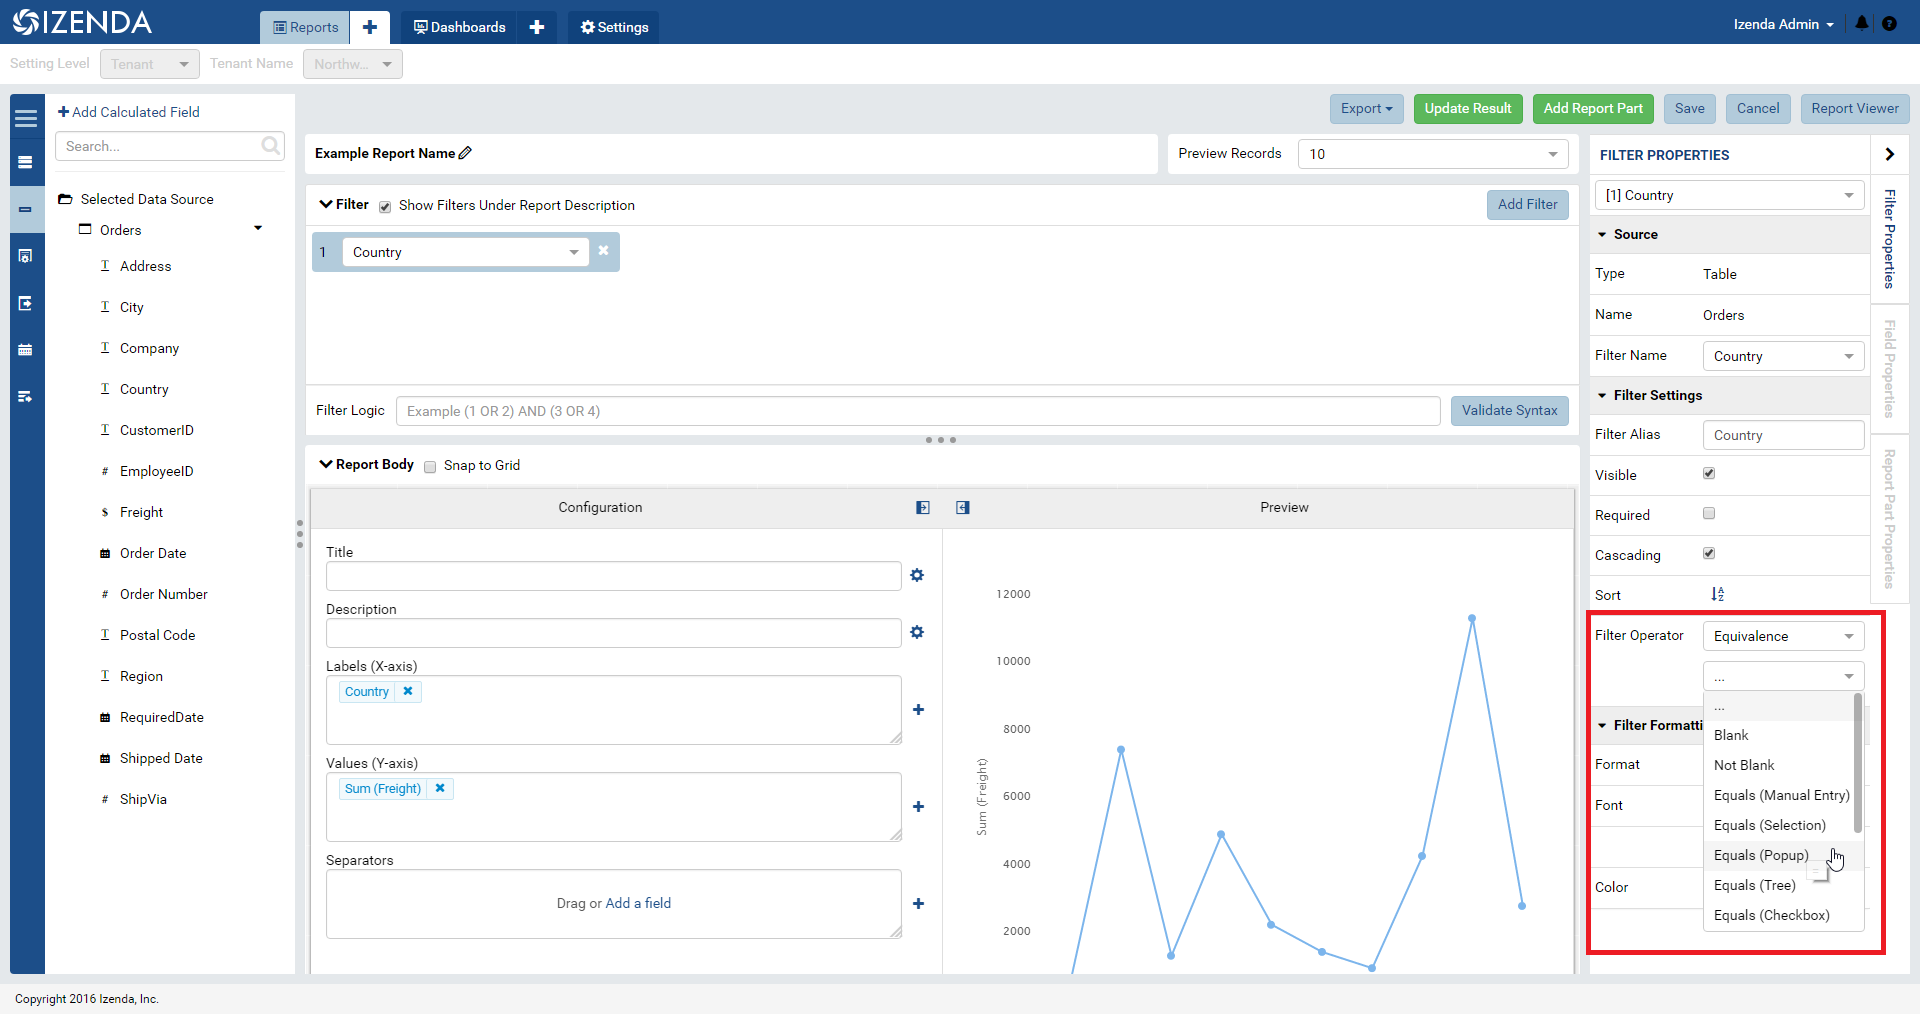 IZENDA
Reports
Dashboards
Settings
Izenda Admin
Setting Level
Tenant
Tenant Name
Northw...
Add Calculated Field
Search...
Selected Data Source
Orders
T Address
T City
T Company
T Country
T CustomerID
# EmployeeID
$ Freight
Order Date
# Order Number
T Postal Code
T Region
RequiredDate
Shipped Date
# ShipVia
Export
Update Result
Add Report Part
Save
Cancel
Report Viewer
Example Report Name
Preview Records
10
Filter
Show Filters Under Report Description
Add Filter
1
Country
Filter Logic
Example (1 OR 2) AND (3 OR 4)
Validate Syntax
Report Body
Snap to Grid
Configuration
Preview
Title
Description
Labels (X-axis)
Country
Values (Y-axis)
Sum (Freight)
Separators
Drag or Add a field
12000
10000
8000
6000
4000
2000
Sum (Freight)
FILTER PROPERTIES
[1] Country
Source
Type
Table
Name
Orders
Filter Name
Country
Filter Settings
Filter Alias
Country
Visible
Required
Cascading
Sort
A
Z
Filter Operator
Equivalence
...
...
Blank
Not Blank
Equals (Manual Entry)
Equals (Selection)
Equals (Popup)
Equals (Tree)
Equals (Checkbox)
Filter Formatti
Format
Font
Color
Filter Properties
Field Properties
Report Part Properties
Copyright 2016 Izenda, Inc.